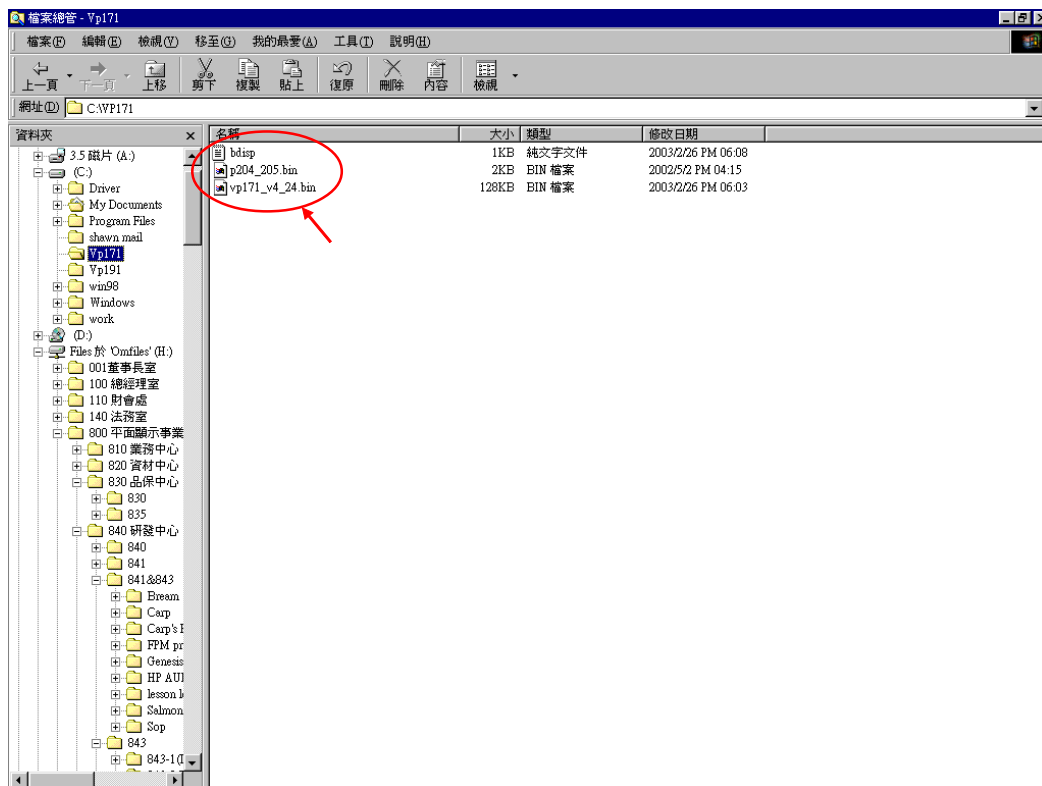 檔案總管 - Vp171
檔案(F) 編輯(E) 檢視(V) 移至(G) 我的最愛(A) 工具(T) 說明(H)
上一頁 下一頁 上移 剪下 複製 貼上 復原 刪除 內容 檢視
網址(D) C:\VP171
資料夾
名稱 大小 類型 修改日期
bdisp 1KB 純文字文件 2003/2/26 PM 06:08
p204_205.bin 2KB BIN 檔案 2002/5/2 PM 04:15
vp171_v4_24.bin 128KB BIN 檔案 2003/2/26 PM 06:03
3.5 磁片 (A:)
(C:)
Driver
My Documents
Program Files
shawn mail
Vp171
Vp191
win98
Windows
work
(D:)
Files 於 'Omfiles' (H:)
001董事長室
100 總經理室
110 財會處
140 法務室
800 平面顯示事業
810 業務中心
820 資材中心
830 品保中心
830
835
840 研發中心
840
841
841&843
Bream
Carp
Carp's
FPM pr
Genesis
HP AU
lesson
Salmon
Sop
843
843-1(